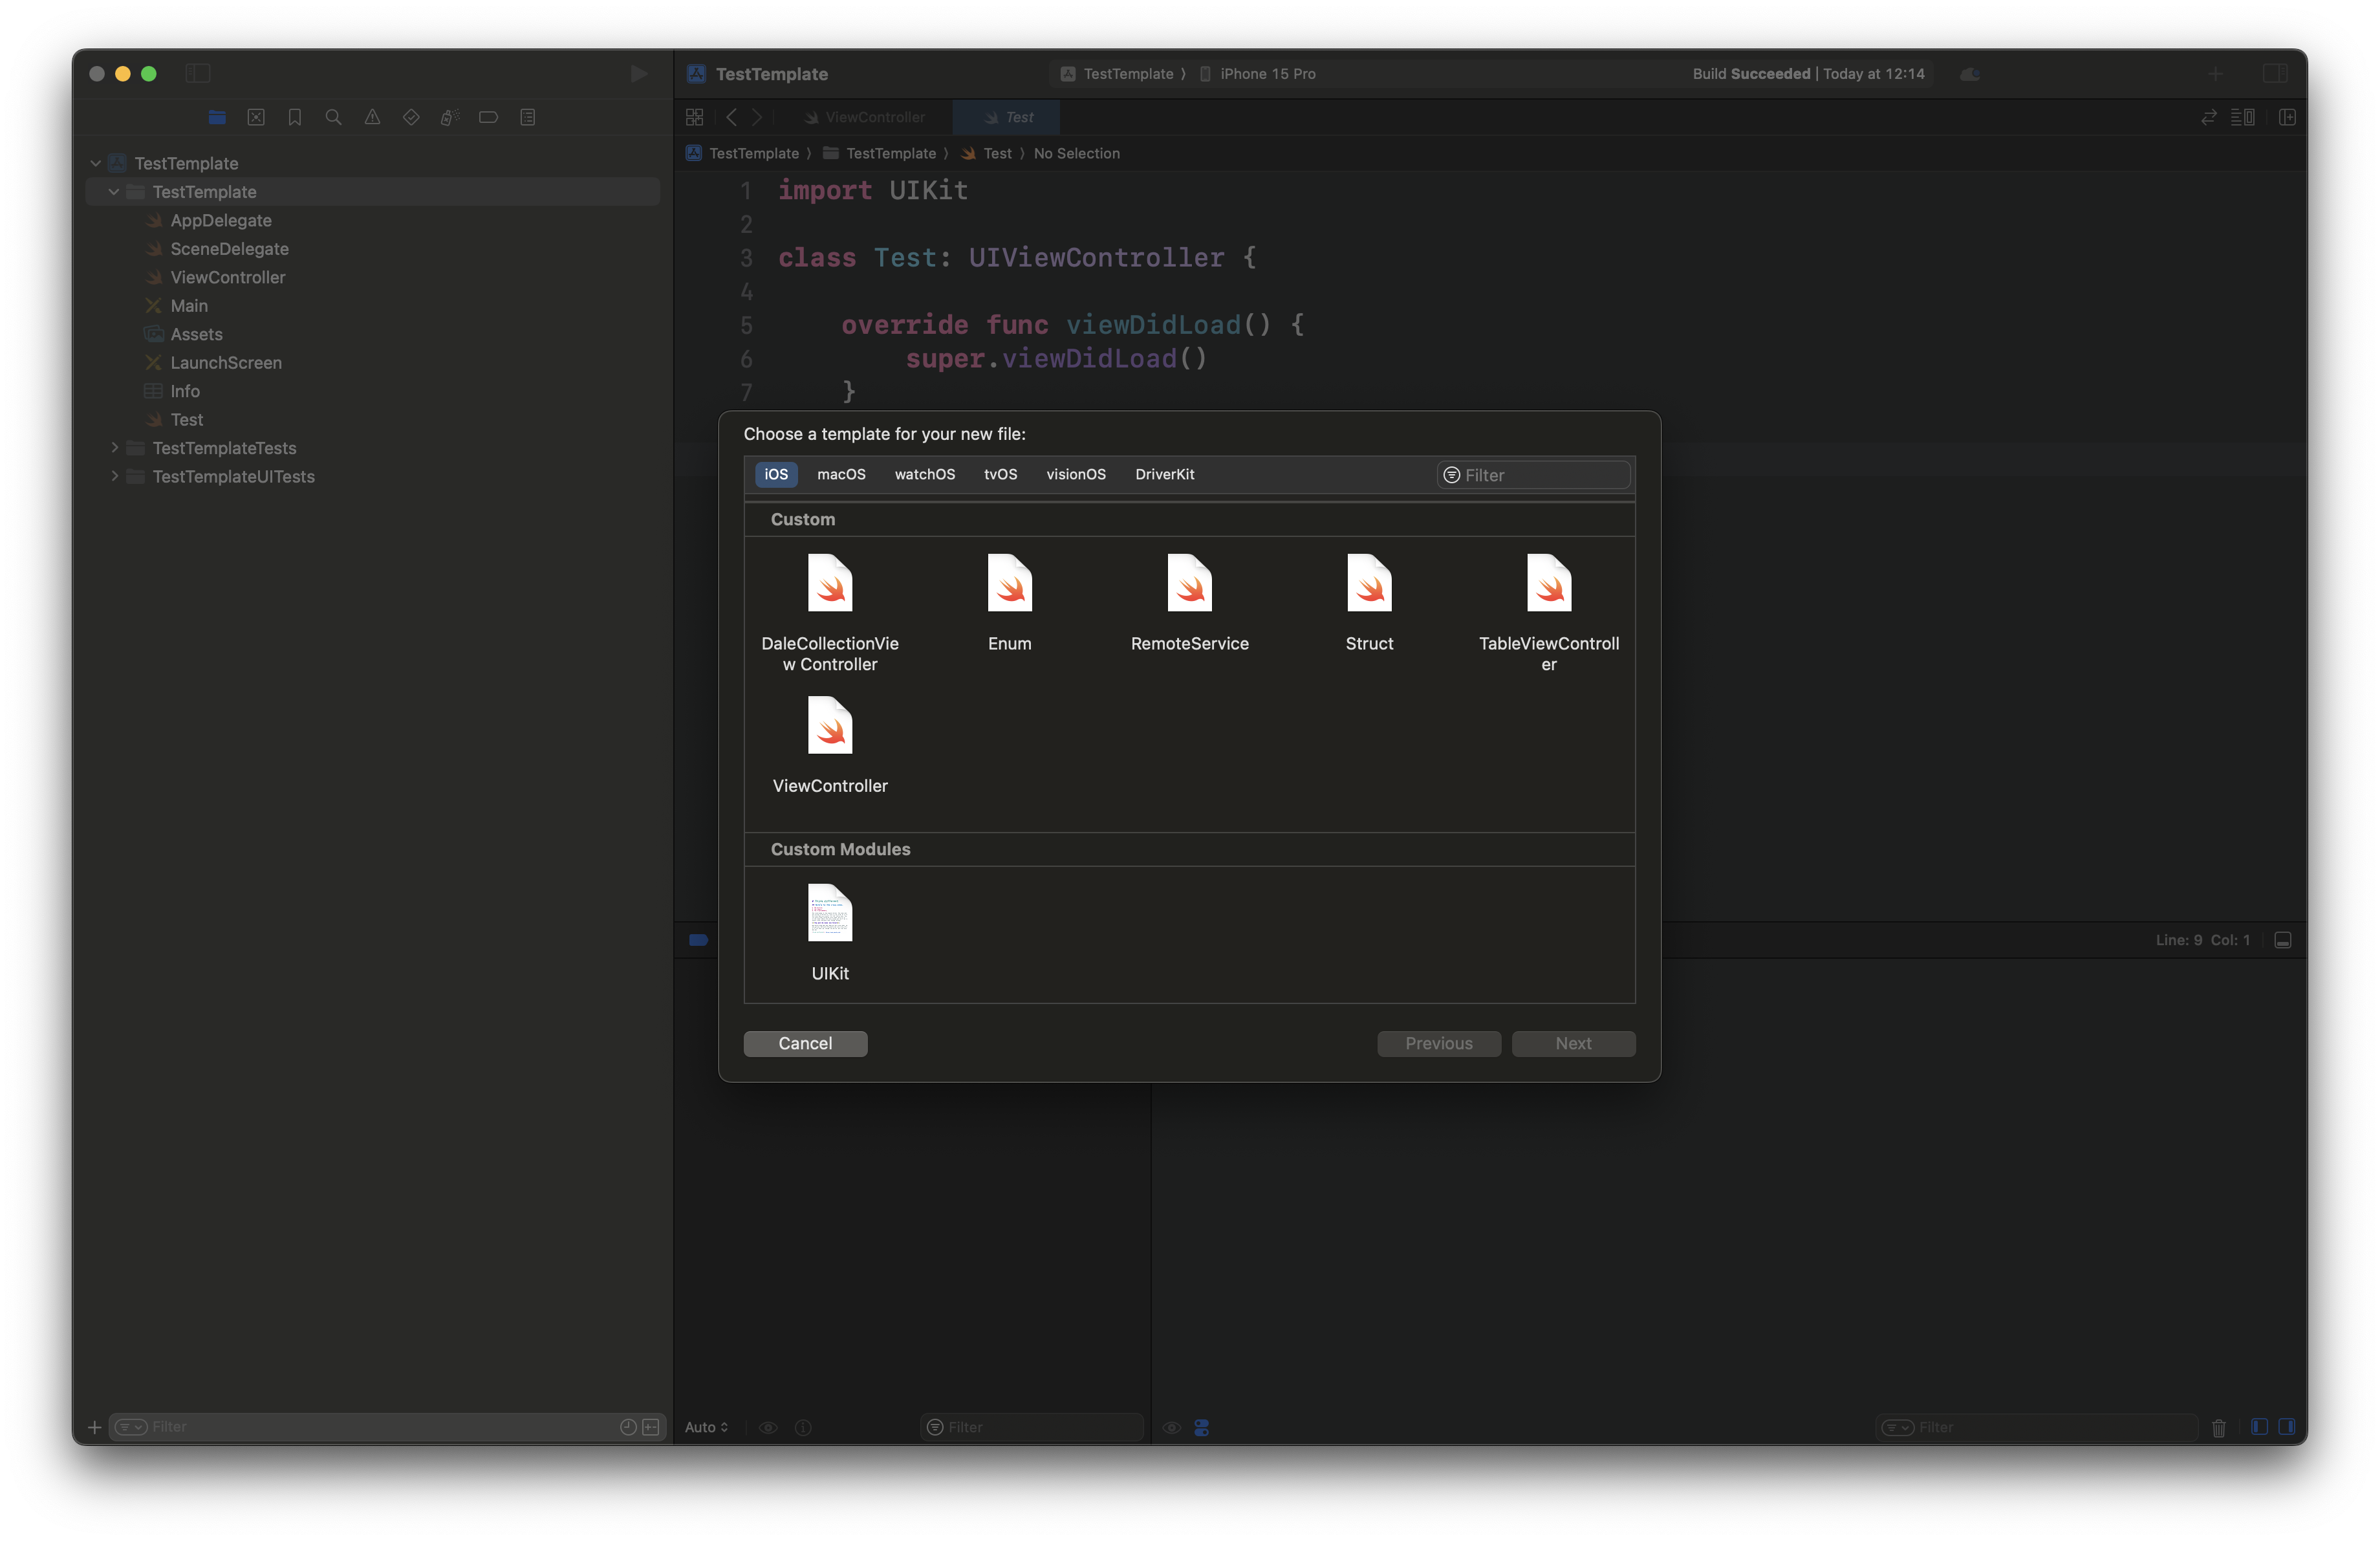 TestTemplate
TestTemplate ⟩ iPhone 15 Pro
Build Succeeded | Today at 12:14
ViewController
Test
TestTemplate ⟩ TestTemplate ⟩ Test ⟩ No Selection
TestTemplate
TestTemplate
AppDelegate
SceneDelegate
ViewController
Main
Assets
LaunchScreen
Info
Test
TestTemplateTests
TestTemplateUITests
1 import UIKit
2
3 class Test: UIViewController {
4
5 override func viewDidLoad() {
6 super.viewDidLoad()
7 }
Choose a template for your new file:
iOS macOS watchOS tvOS visionOS DriverKit
Filter
Custom
DaleCollectionVie
w Controller
Enum
RemoteService
Struct
TableViewControll
er
ViewController
Custom Modules
UIKit
Cancel
Previous
Next
Line: 9 Col: 1
Filter
Auto
Filter
Filter